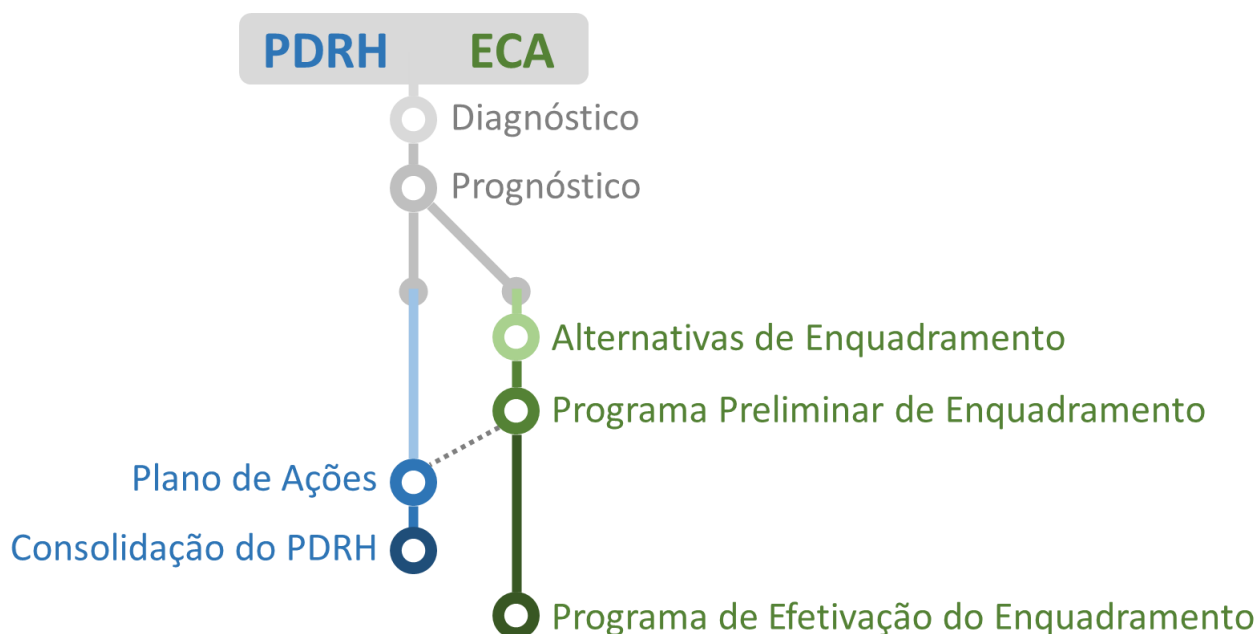 PDRH ECA
Diagnóstico
Prognóstico
Alternativas de Enquadramento
Programa Preliminar de Enquadramento
Plano de Ações
Consolidação do PDRH
Programa de Efetivação do Enquadramento